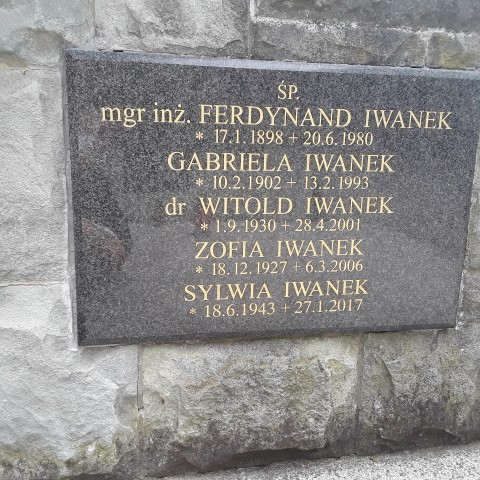 ŚP.
mgr inż. FERDYNAND IWANEK
* 17.1.1898 + 20.6.1980
GABRIELA IWANEK
* 10.2.1902 + 13.2.1993
dr WITOLD IWANEK
* 1.9.1930 + 28.4.2001
ZOFIA IWANEK
* 18.12.1927 + 6.3.2006
SYLWIA IWANEK
* 18.6.1943 + 27.1.2017